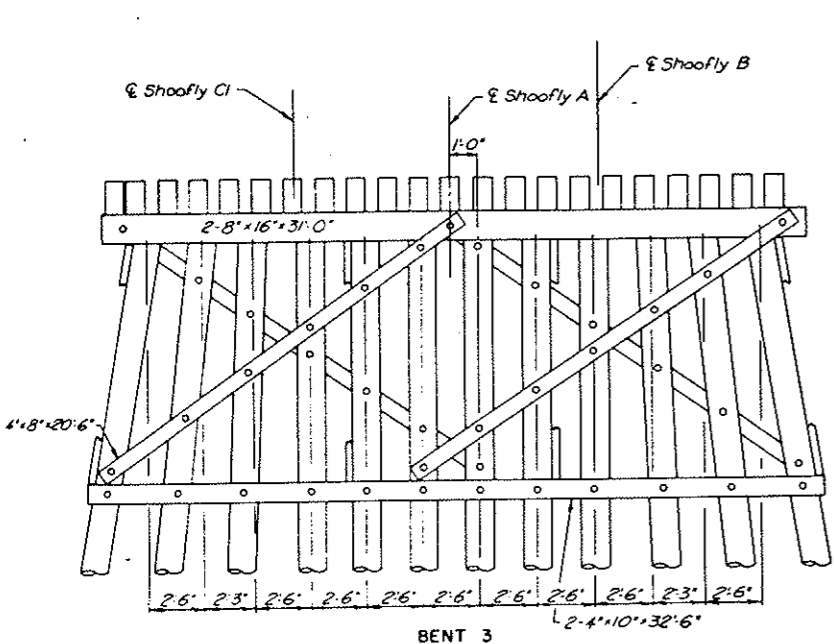 ℄ Shoofly B
℄ Shoofly C1
℄ Shoofly A
1'-0"
2-8"×16"×31'-0"
4"×8"×20'-6"
2'-6" 2'-3" 2'-6" 2'-6" 2'-6" 2'-6" 2'-6" 2'-6" 2'-6" 2'-3" 2'-6"
2-4"×10"×32'-6"
BENT 3